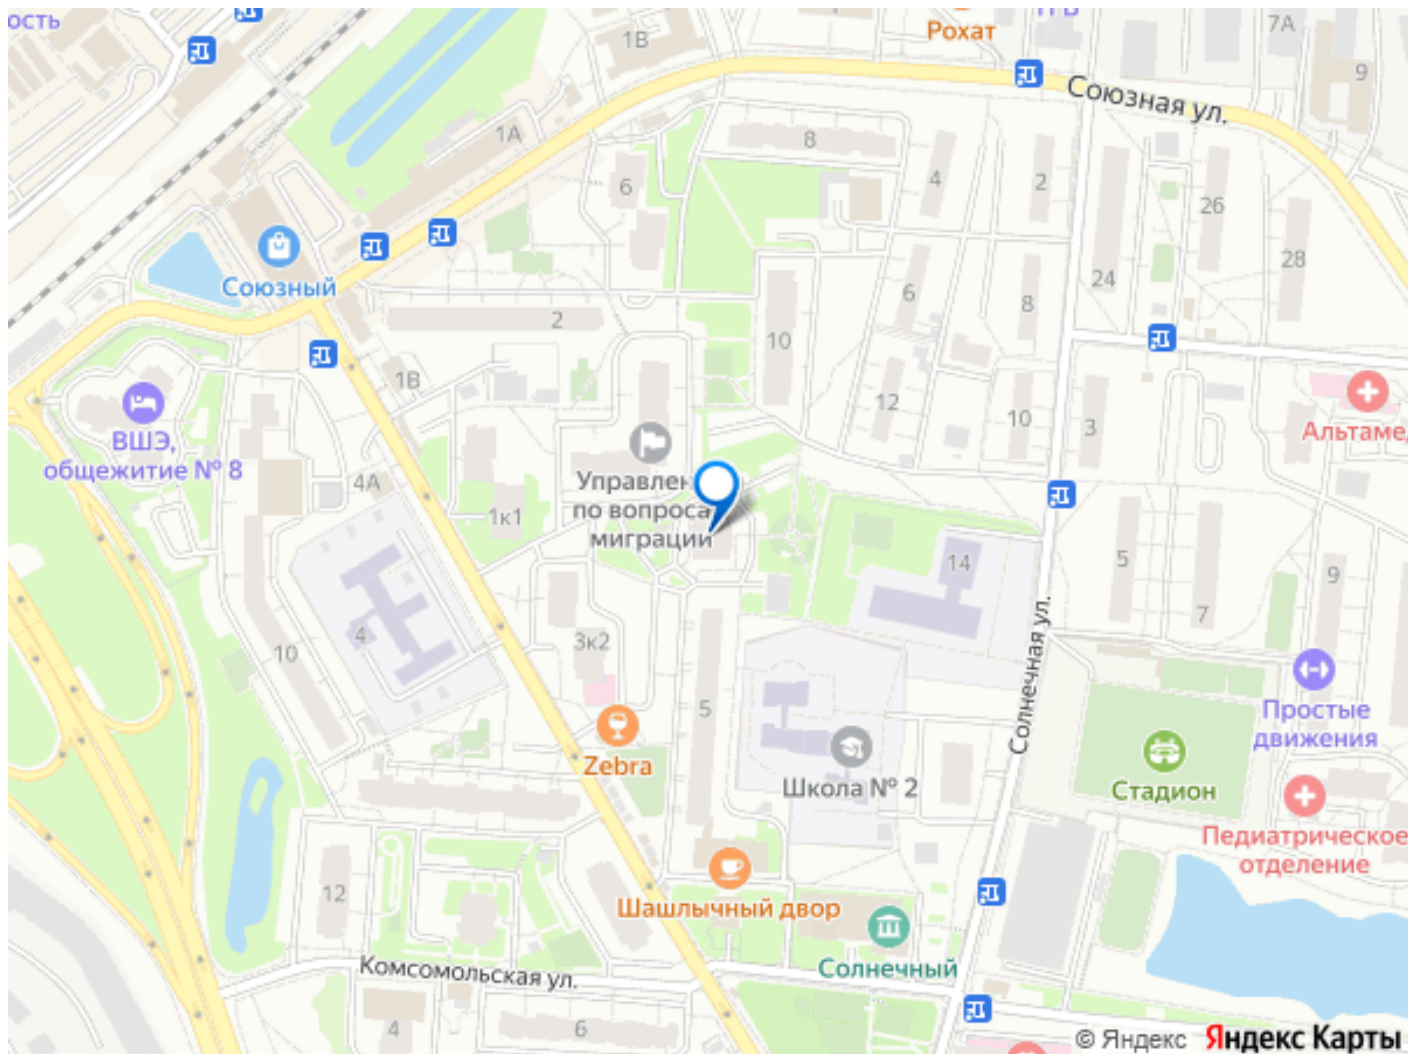 ость
1В
Рохат
7А
9
Союзная ул.
1А
8
6
4
2
26
28
24
Союзный
2
10
6
8
1В
12
10
3
ВШЭ,
общежитие № 8
Альтамед
4А
Управлен
по вопроса
миграции
1к1
14
5
9
7
4
10
3к2
5
Солнечная ул.
Простые
движения
Zebra
Школа № 2
Стадион
Педиатрическое
отделение
12
Шашлычный двор
Солнечный
Комсомольская ул.
4
6
© Яндекс Яндекс Карты